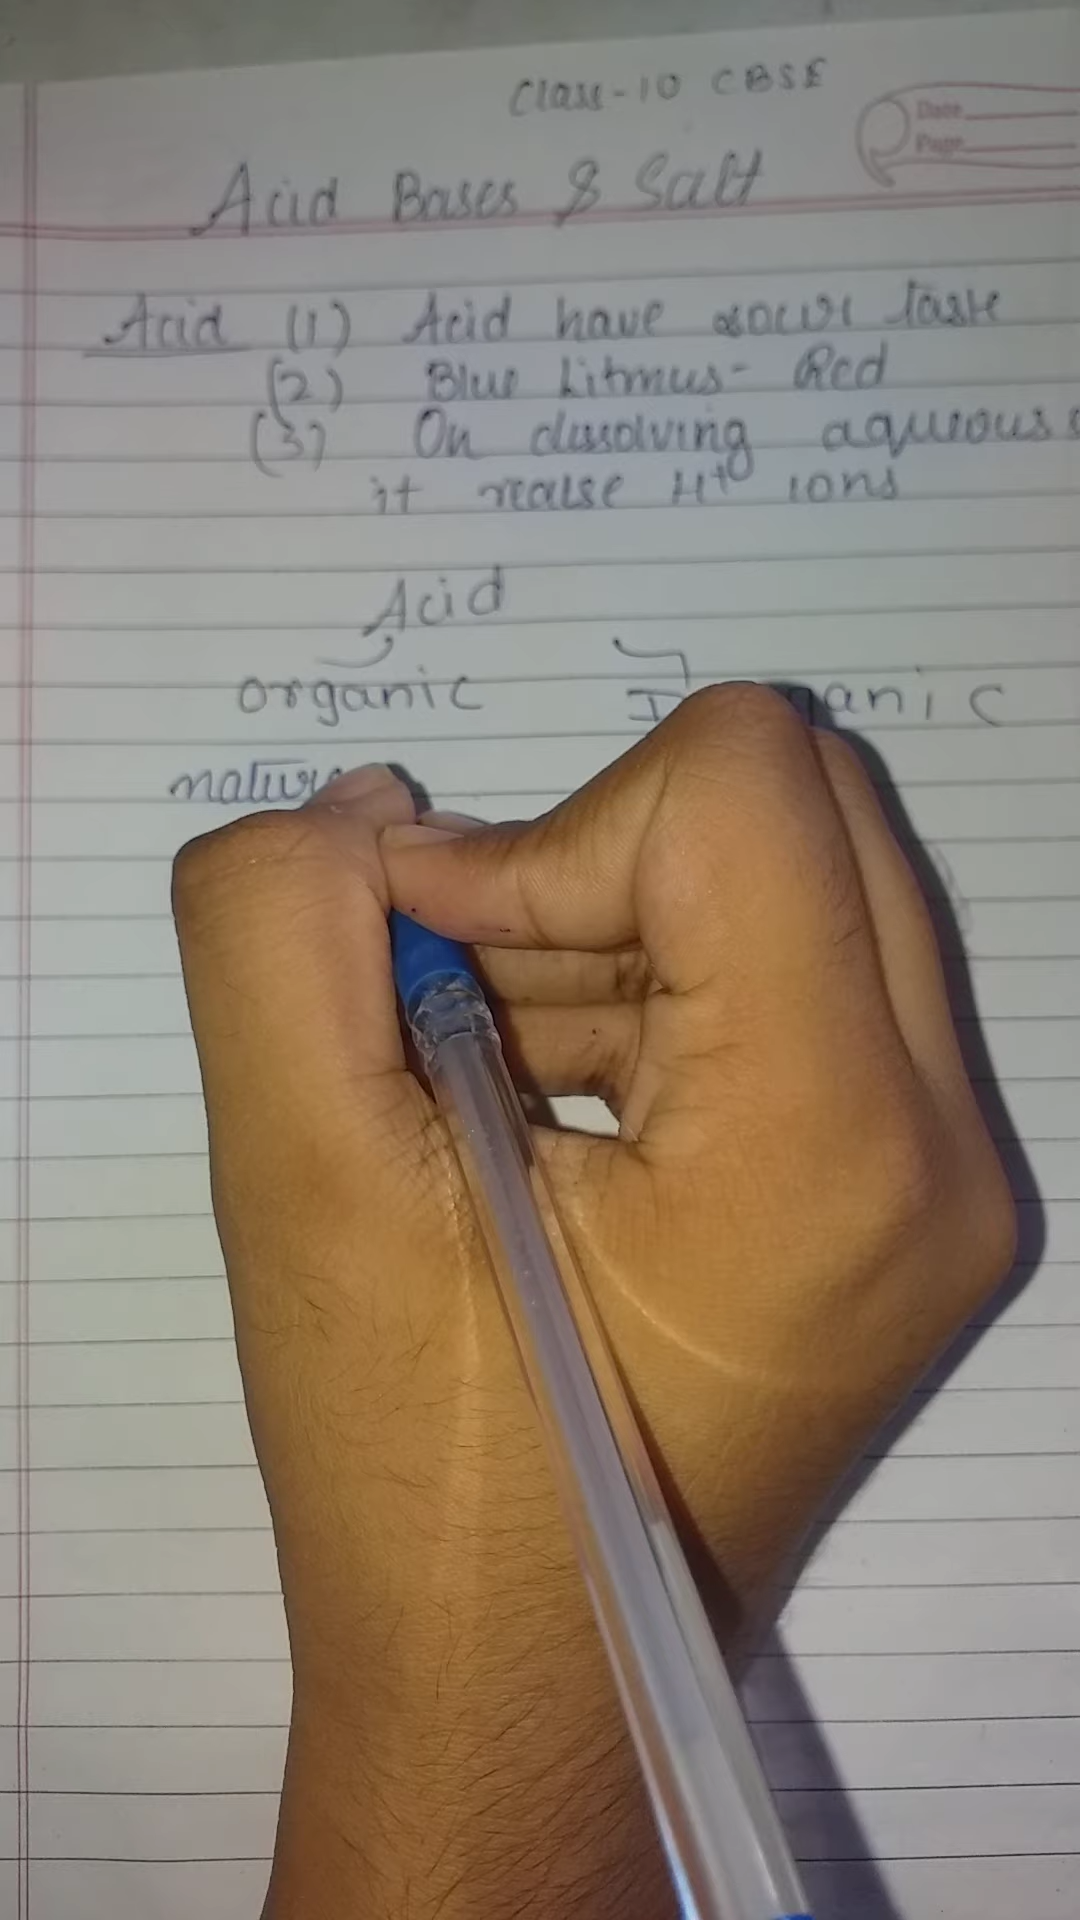 Class-10 CBSE
Date
Page
Acid Bases & Salt
Acid (1) Acid have sour taste
(2) Blue Litmus- Red
(3) On dissolving aqueous
it realse H+ ions
Acid
organic